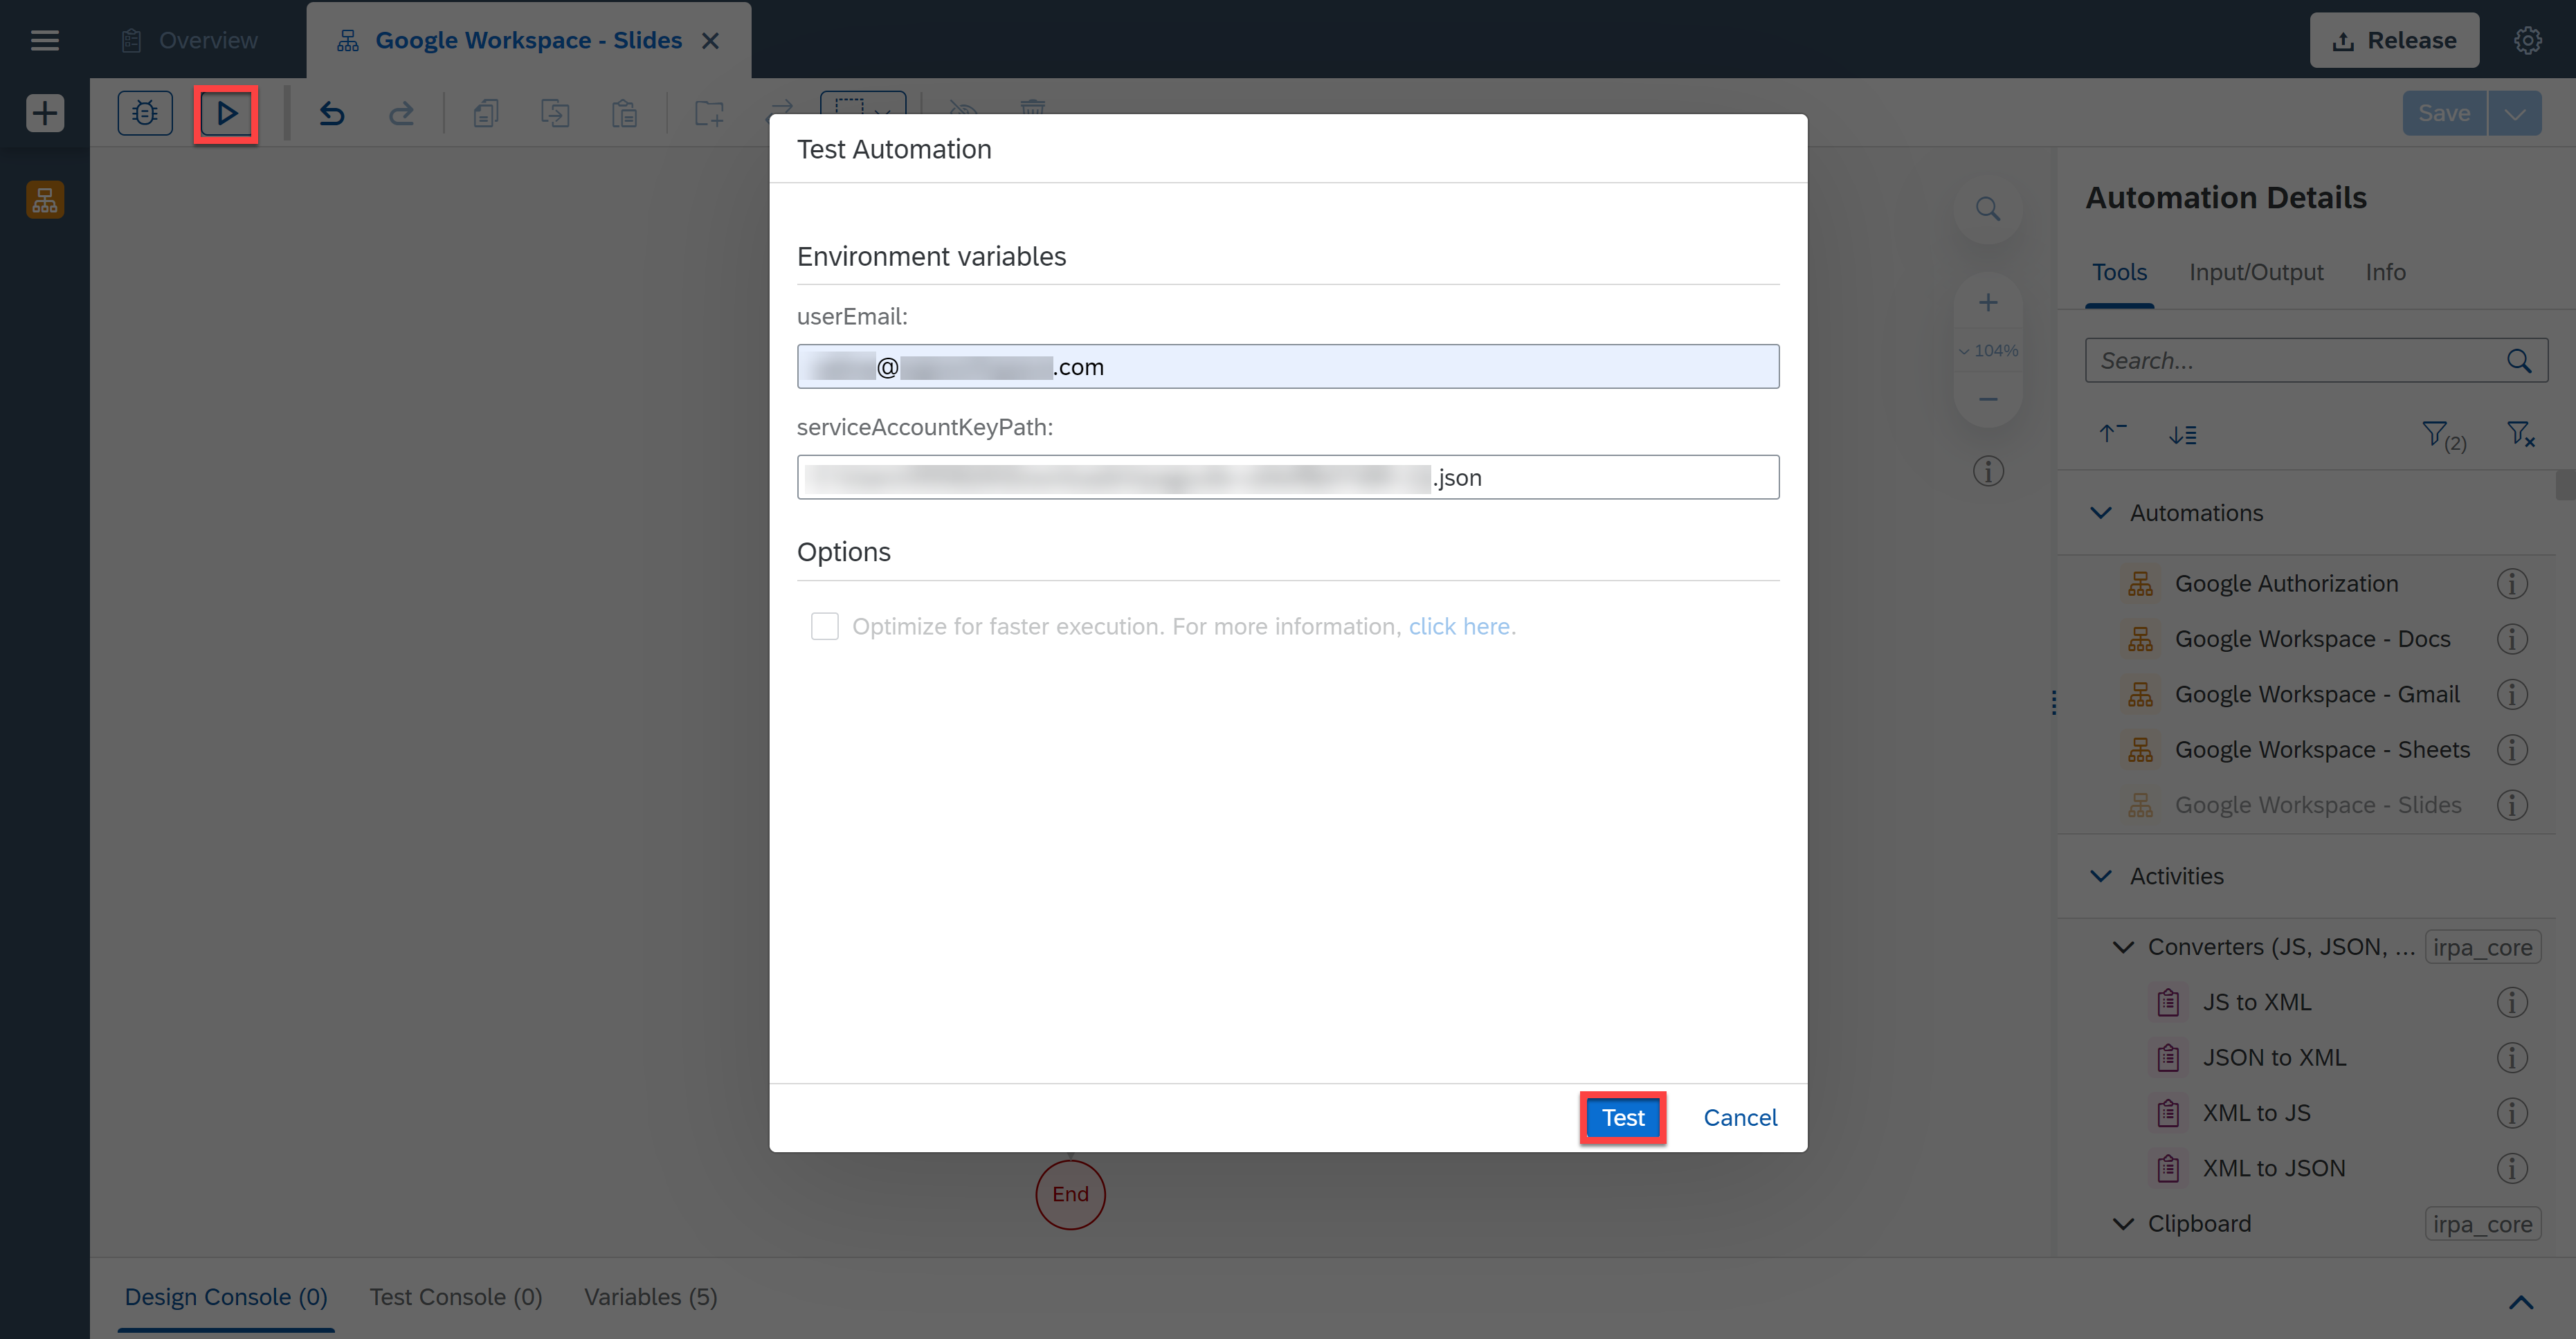 Overview
Google Workspace - Slides
Release
Save
Test Automation
Environment variables
userEmail:
@ .com
serviceAccountKeyPath:
.json
Options
Optimize for faster execution. For more information, click here.
Test
Cancel
End
104%
Automation Details
Tools
Input/Output
Info
Search...
(2)
Automations
Google Authorization
Google Workspace - Docs
Google Workspace - Gmail
Google Workspace - Sheets
Google Workspace - Slides
Activities
Converters (JS, JSON, ...
irpa_core
JS to XML
JSON to XML
XML to JS
XML to JSON
Clipboard
irpa_core
Design Console (0)
Test Console (0)
Variables (5)